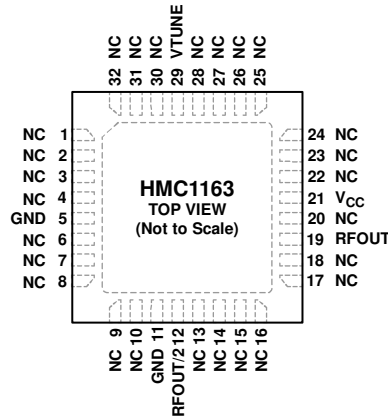 32 NC
31 NC
30 NC
29 VTUNE
28 NC
27 NC
26 NC
25 NC
NC 1
NC 2
NC 3
NC 4
GND 5
NC 6
NC 7
NC 8
HMC1163
TOP VIEW
(Not to Scale)
24 NC
23 NC
22 NC
21 VCC
20 NC
19 RFOUT
18 NC
17 NC
NC 9
NC 10
GND 11
RFOUT/2 12
NC 13
NC 14
NC 15
NC 16